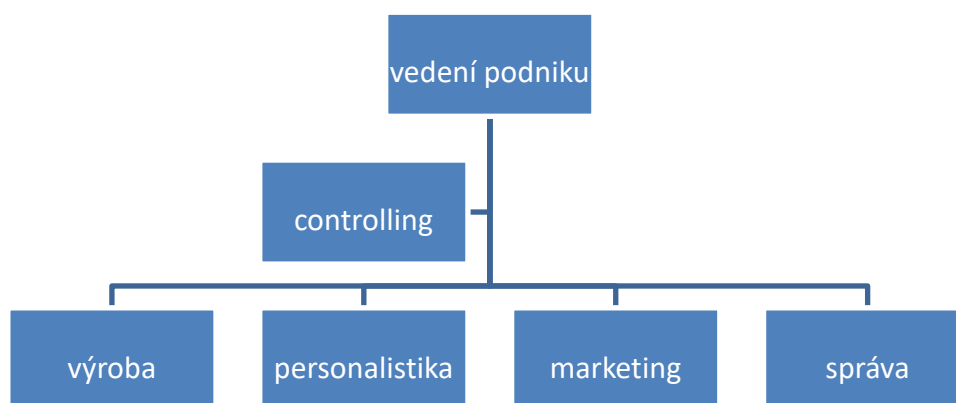 vedení podniku
controlling
výroba
personalistika
marketing
správa